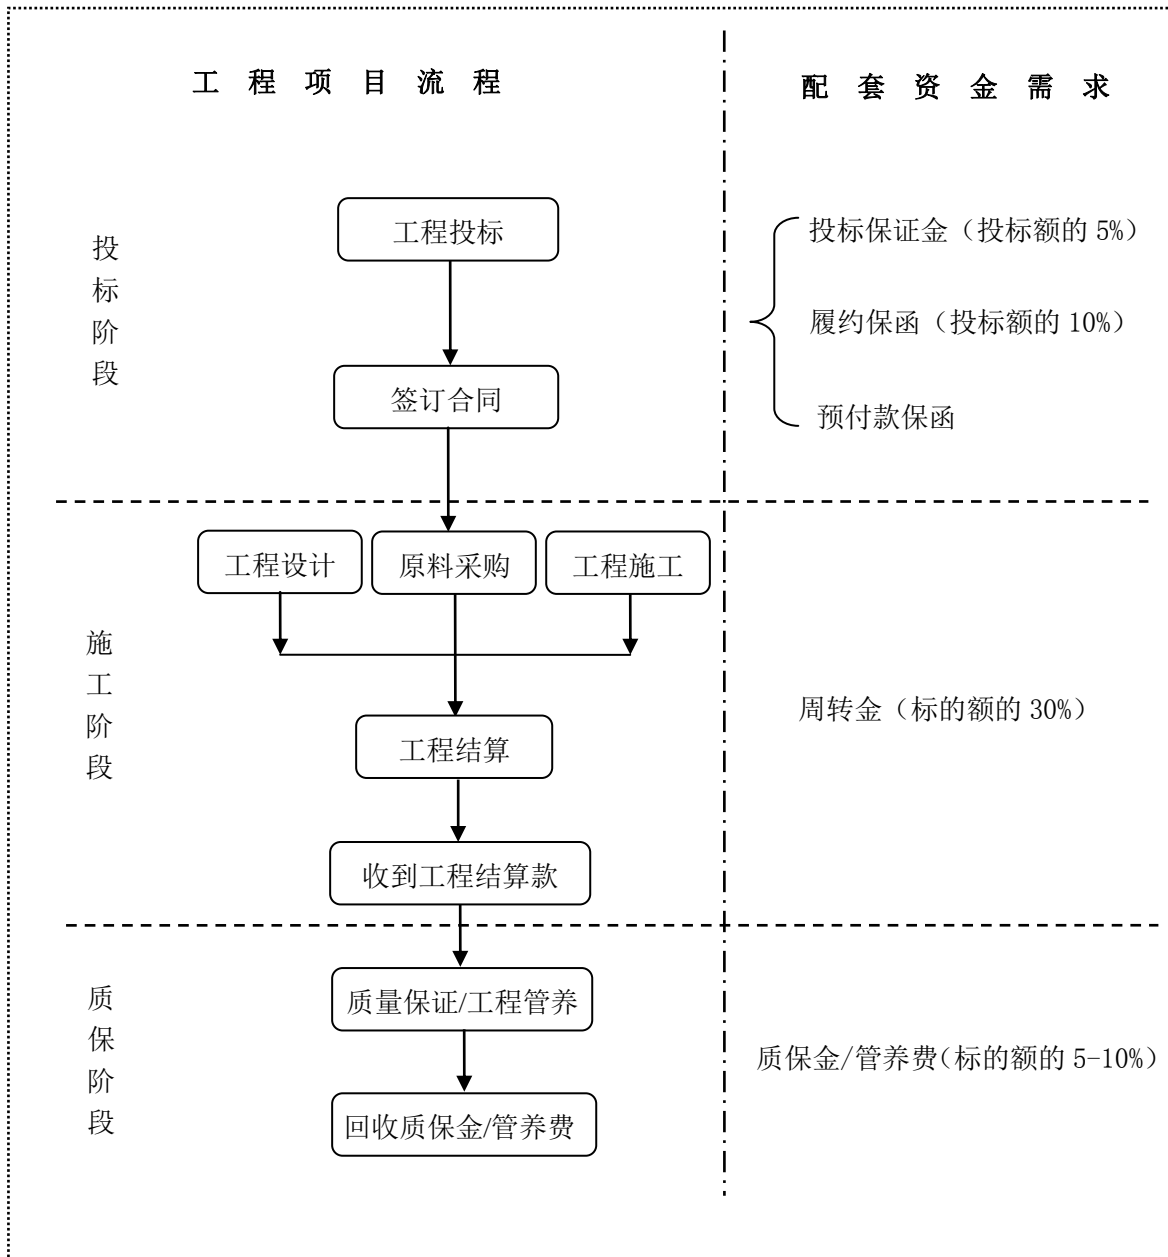 工程项目流程
配套资金需求
投标阶段
工程投标
投标保证金（投标额的 5%）
履约保函（投标额的 10%）
签订合同
预付款保函
施工阶段
工程设计
原料采购
工程施工
工程结算
周转金（标的额的 30%）
收到工程结算款
质保阶段
质量保证/工程管养
质保金/管养费（标的额的 5-10%）
回收质保金/管养费